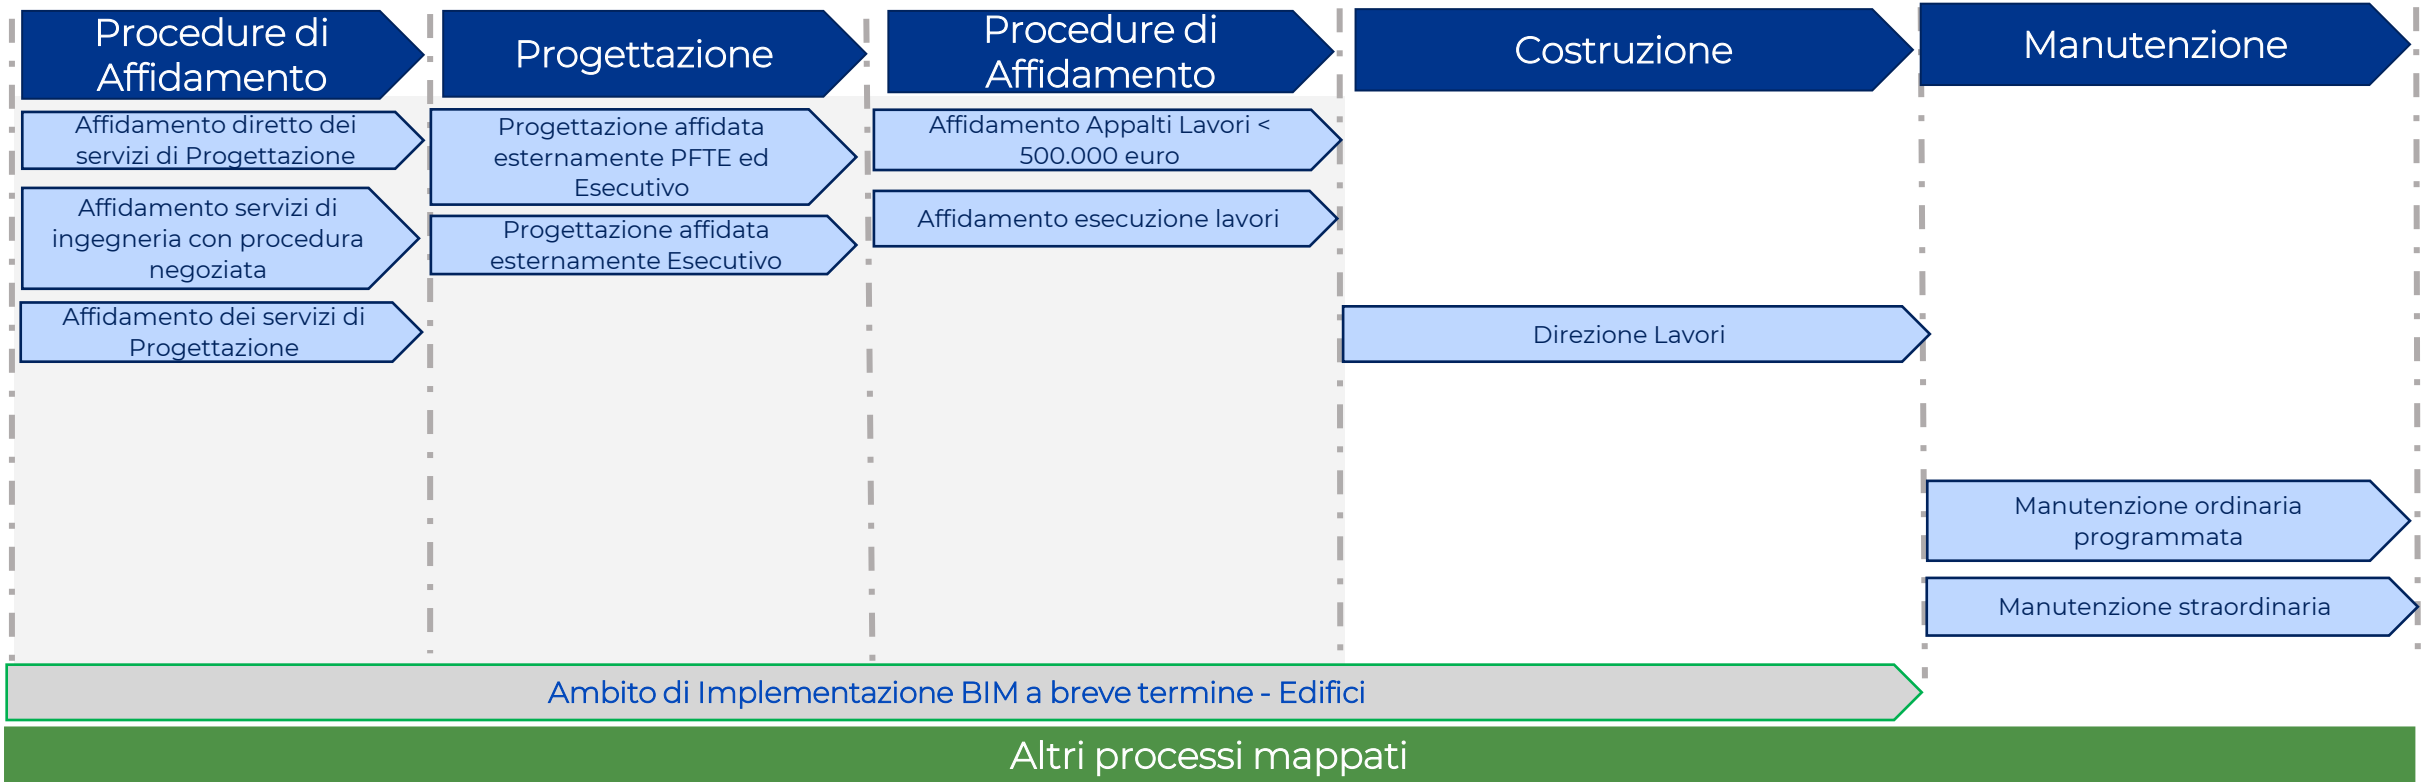 Procedure di
Affidamento
Progettazione
Procedure di
Affidamento
Costruzione
Manutenzione
Affidamento diretto dei
servizi di Progettazione
Affidamento servizi di
ingegneria con procedura
negoziata
Affidamento dei servizi di
Progettazione
Progettazione affidata
esternamente PFTE ed
Esecutivo
Progettazione affidata
esternamente Esecutivo
Affidamento Appalti Lavori <
500.000 euro
Affidamento esecuzione lavori
Direzione Lavori
Manutenzione ordinaria
programmata
Manutenzione straordinaria
Ambito di Implementazione BIM a breve termine - Edifici
Altri processi mappati